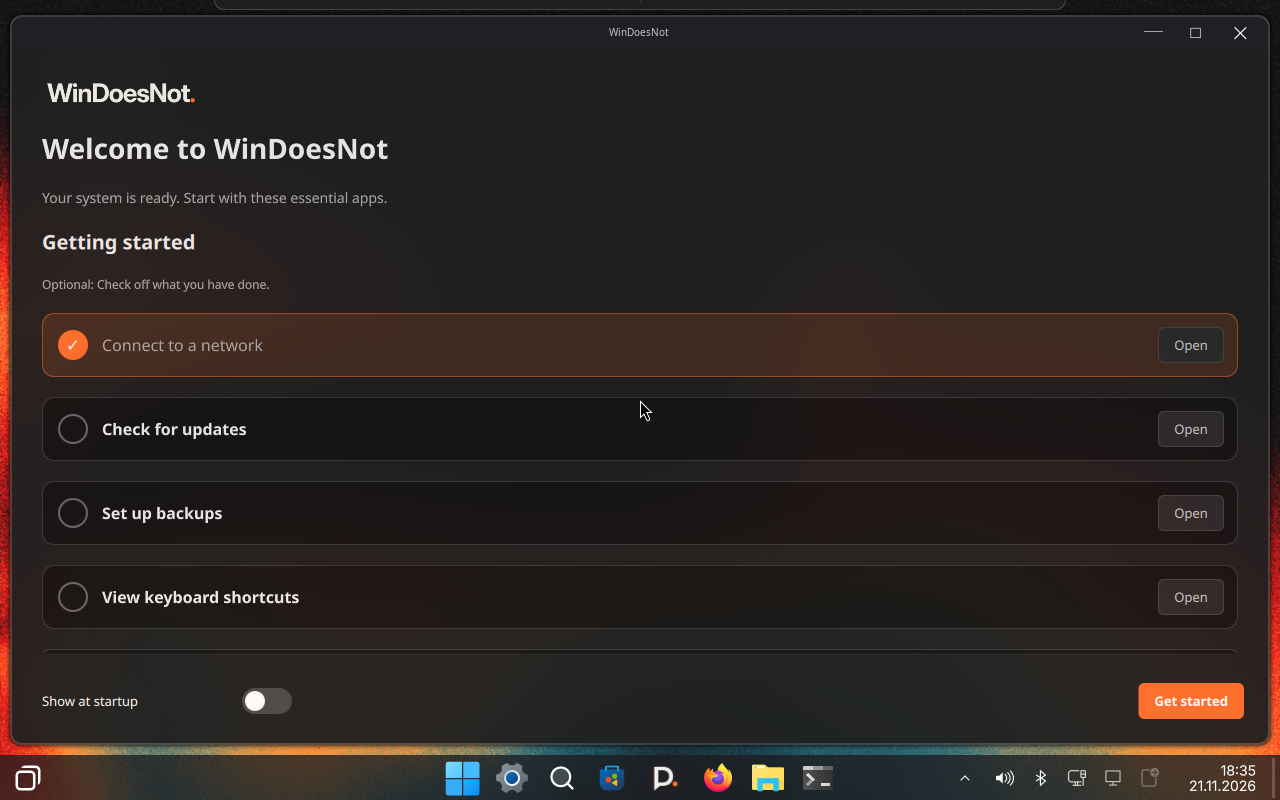 WinDoesNot
WinDoesNot.
Welcome to WinDoesNot
Your system is ready. Start with these essential apps.
Getting started
Optional: Check off what you have done.
Connect to a network
Open
Check for updates
Open
Set up backups
Open
View keyboard shortcuts
Open
Show at startup
Get started
18:35
21.11.2026